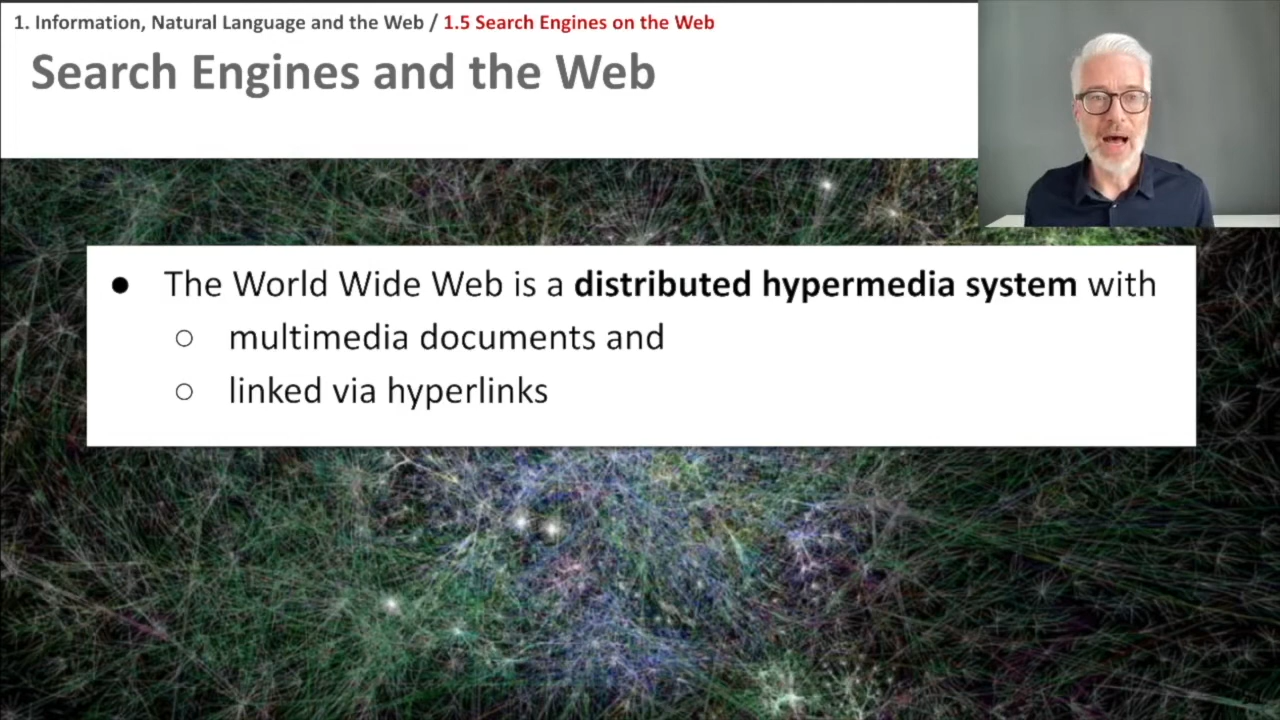 1. Information, Natural Language and the Web / 1.5 Search Engines on the Web
Search Engines and the Web
● The World Wide Web is a distributed hypermedia system with
○ multimedia documents and
○ linked via hyperlinks